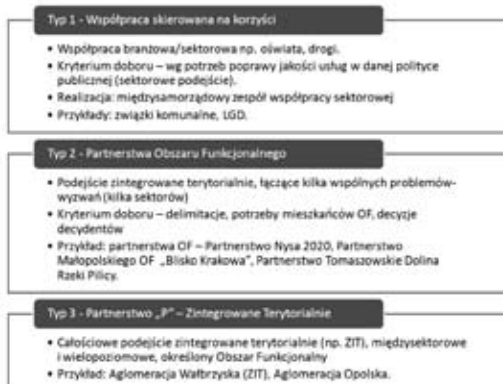 Typ 1 - Współpraca skierowana na korzyści
• Współpraca branżowa/sektorowa np. oświata, drogi.
• Kryterium doboru – wg potrzeb poprawy jakości usług w danej polityce
publicznej (sektorowe podejście).
• Realizacja: międzysamorządowy zespół współpracy sektorowej
• Przykłady: związki komunalne, LGD.
Typ 2 - Partnerstwa Obszaru Funkcjonalnego
• Podejście zintegrowane terytorialnie, łączące kilka wspólnych problemów-
wyzwań (kilka sektorów)
• Kryterium doboru – delimitacje, potrzeby mieszkańców OF, decyzje
decydentów
• Przykład: partnerstwa OF – Partnerstwo Nysa 2020, Partnerstwo
Małopolskiego OF „Blisko Krakowa”, Partnerstwo Tomaszowskie Dolina
Rzeki Pilicy.
Typ 3 - Partnerstwo „P” – Zintegrowane Terytorialnie
• Całościowe podejście zintegrowane terytorialnie (np. ZIT), międzysektorowe
i wielopoziomowe, określony Obszar Funkcjonalny
• Przykład: Aglomeracja Wałbrzyska (ZIT), Aglomeracja Opolska.